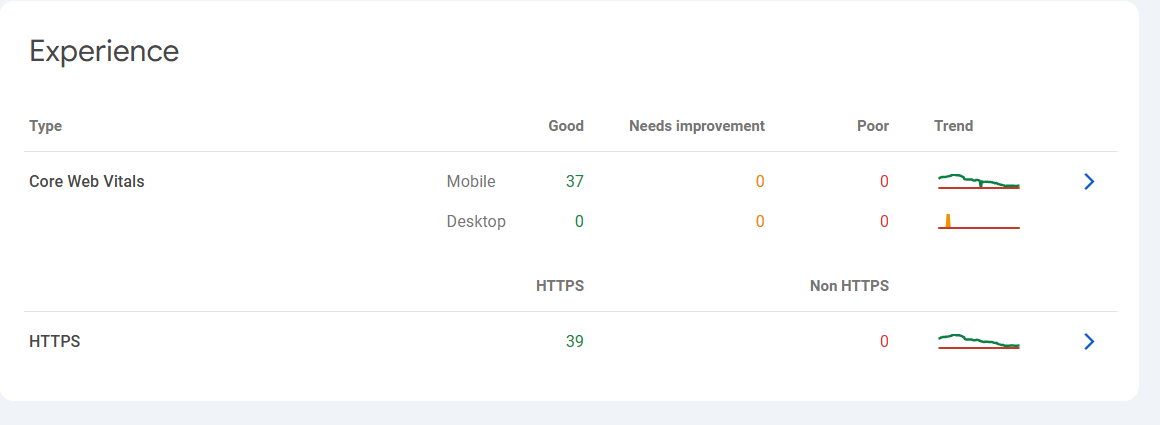 Experience
Type Good Needs improvement Poor Trend
Core Web Vitals Mobile 37 0 0
Desktop 0 0 0
HTTPS Non HTTPS
HTTPS 39 0